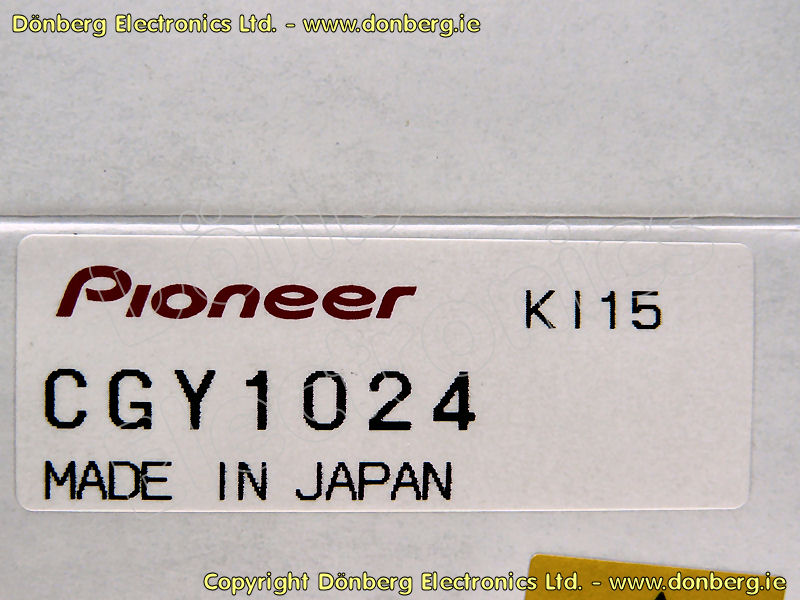 Dönberg Electronics Ltd. - www.donberg.ie
Pioneer KI15
CGY1024
MADE IN JAPAN
Copyright Dönberg Electronics Ltd. - www.donberg.ie